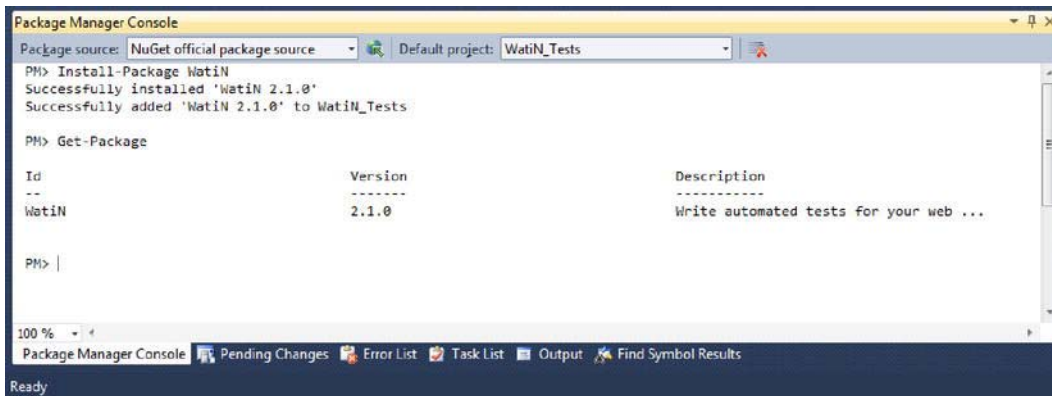 Package Manager Console
Package source: NuGet official package source Default project: WatiN_Tests
PM> Install-Package WatiN
Successfully installed 'WatiN 2.1.0'
Successfully added 'WatiN 2.1.0' to WatiN_Tests
PM> Get-Package
Id Version Description
-- ------- -----------
WatiN 2.1.0 Write automated tests for your web ...
PM>
100 %
Package Manager Console Pending Changes Error List Task List Output Find Symbol Results
Ready